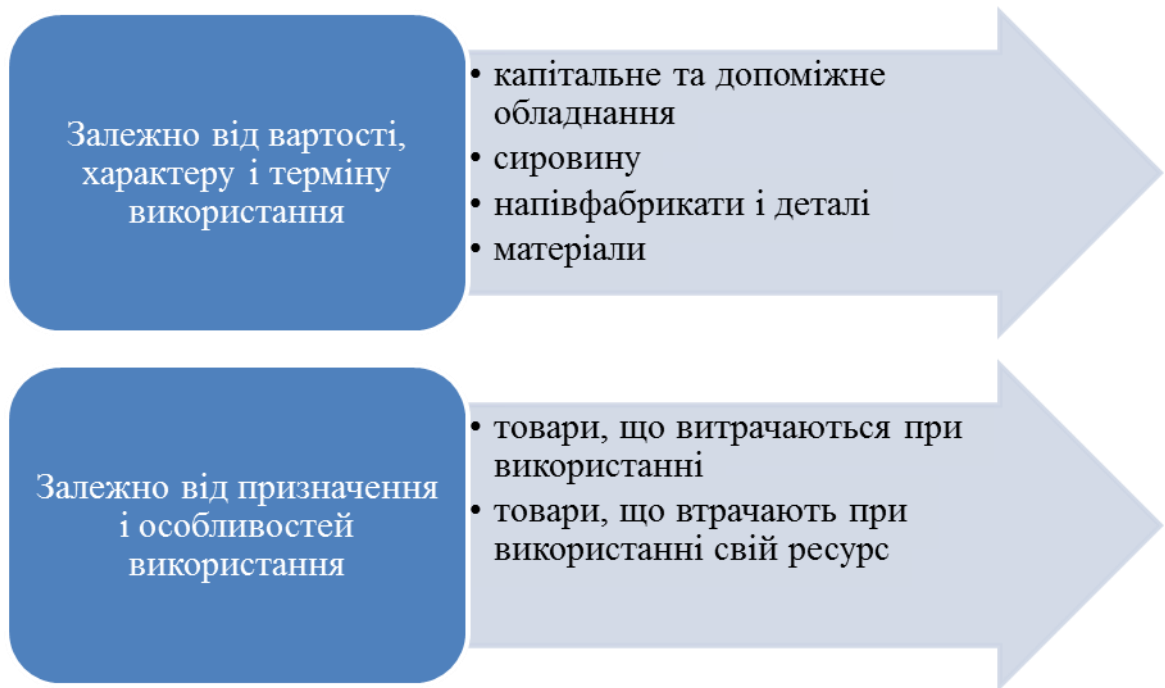 Залежно від вартості,
характеру і терміну
використання
• капітальне та допоміжне
обладнання
• сировину
• напівфабрикати і деталі
• матеріали
Залежно від призначення
і особливостей
використання
• товари, що витрачаються при
використанні
• товари, що втрачають при
використанні свій ресурс